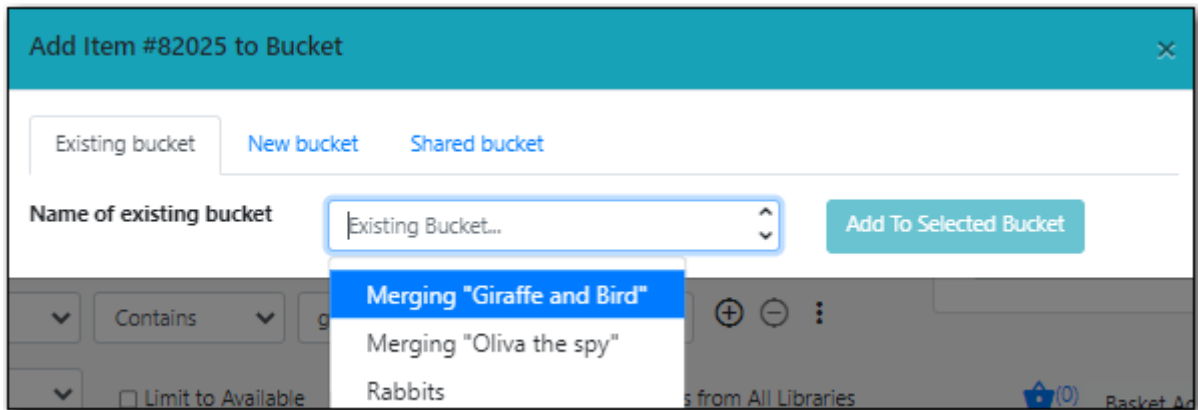 Add Item #82025 to Bucket ×
Existing bucket New bucket Shared bucket
Name of existing bucket Existing Bucket... Add To Selected Bucket
Merging "Giraffe and Bird"
Contains g
Merging "Oliva the spy"
Rabbits
Limit to Available s from All Libraries (0) Basket Ac